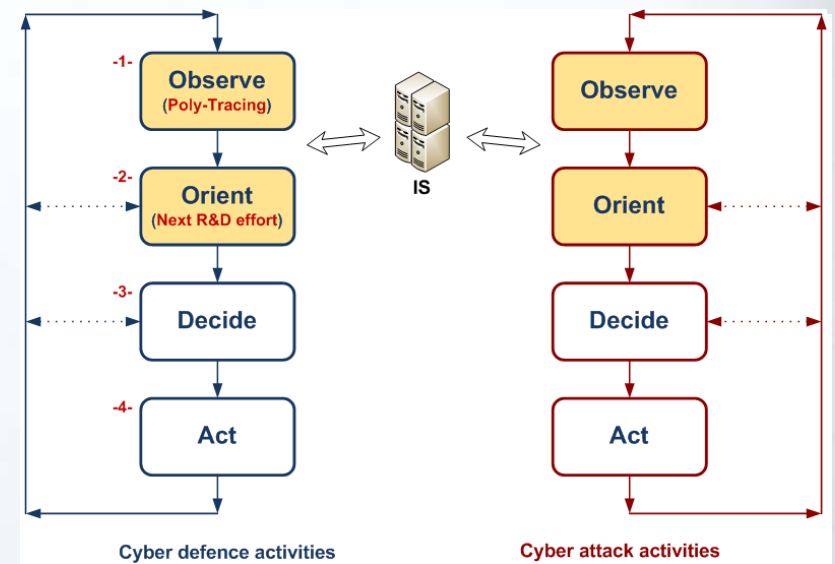 -1-
Observe
(Poly-Tracing)
-2-
Orient
(Next R&D effort)
-3-
Decide
-4-
Act
Cyber defence activities
IS
Observe
Orient
Decide
Act
Cyber attack activities